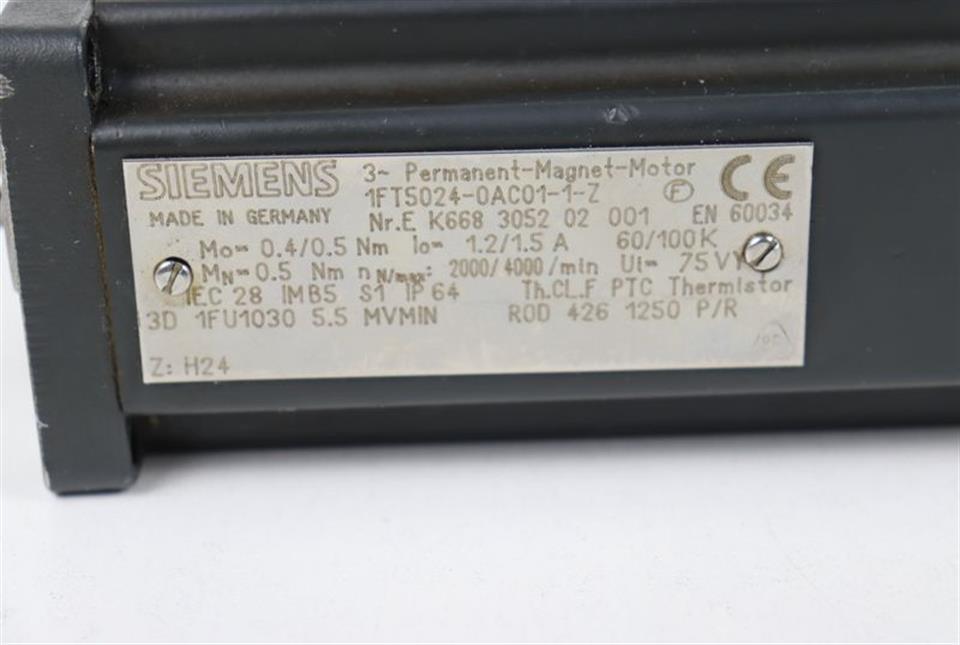 SIEMENS 3~ Permanent-Magnet-Motor CE
1FT5024-0AC01-1-Z F
MADE IN GERMANY Nr.E K668 3052 02 001 EN 60034
Mo= 0.4/0.5 Nm Io= 1.2/1.5 A 60/100K
MN=0.5 Nm nN/max: 2000/4000/min Ui= 75VY
IEC 28 IMB5 S1 IP 64 Th.CL.F PTC Thermistor
3D 1FU1030 5.5 MVMIN ROD 426 1250 P/R
Z: H24